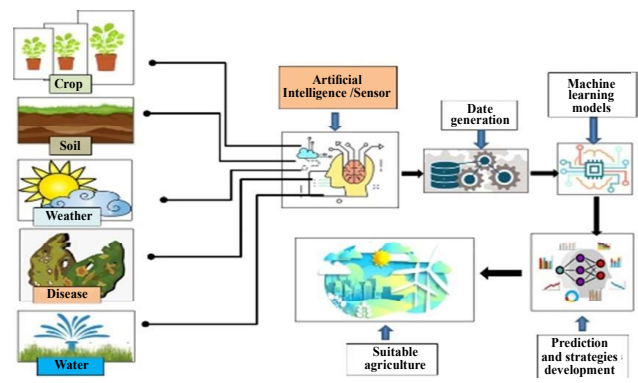 Crop
Soil
Weather
Disease
Water
Artificial
Intelligence /Sensor
Date
generation
Machine
learning
models
Suitable
agriculture
Prediction
and strategies
development